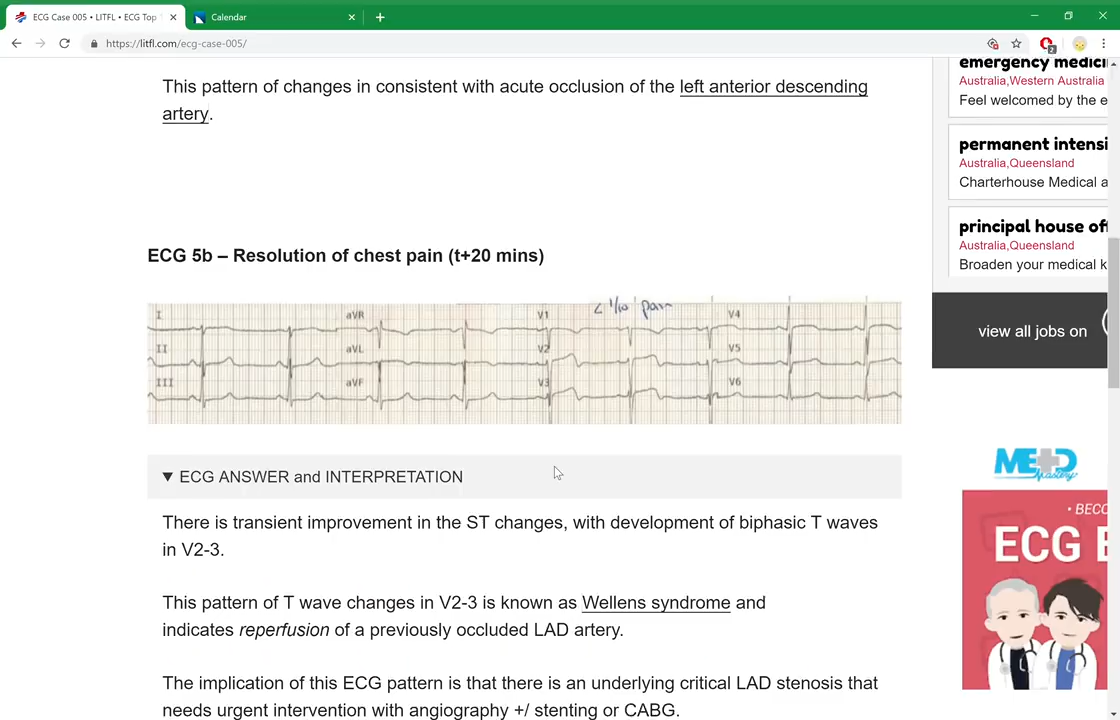 ECG Case 005 • LITFL • ECG Top
Calendar
https://litfl.com/ecg-case-005/
2
This pattern of changes in consistent with acute occlusion of the left anterior descending
artery.
ECG 5b – Resolution of chest pain (t+20 mins)
< 1/10 pain
I aVR V1 V4
II aVL V2 V5
III aVF V3 V6
▼ ECG ANSWER and INTERPRETATION
There is transient improvement in the ST changes, with development of biphasic T waves
in V2-3.
This pattern of T wave changes in V2-3 is known as Wellens syndrome and
indicates reperfusion of a previously occluded LAD artery.
The implication of this ECG pattern is that there is an underlying critical LAD stenosis that
needs urgent intervention with angiography +/ stenting or CABG.
emergency medici
Australia,Western Australia
Feel welcomed by the e
permanent intensi
Australia,Queensland
Charterhouse Medical a
principal house off
Australia,Queensland
Broaden your medical k
view all jobs on
• BECO
ECG E